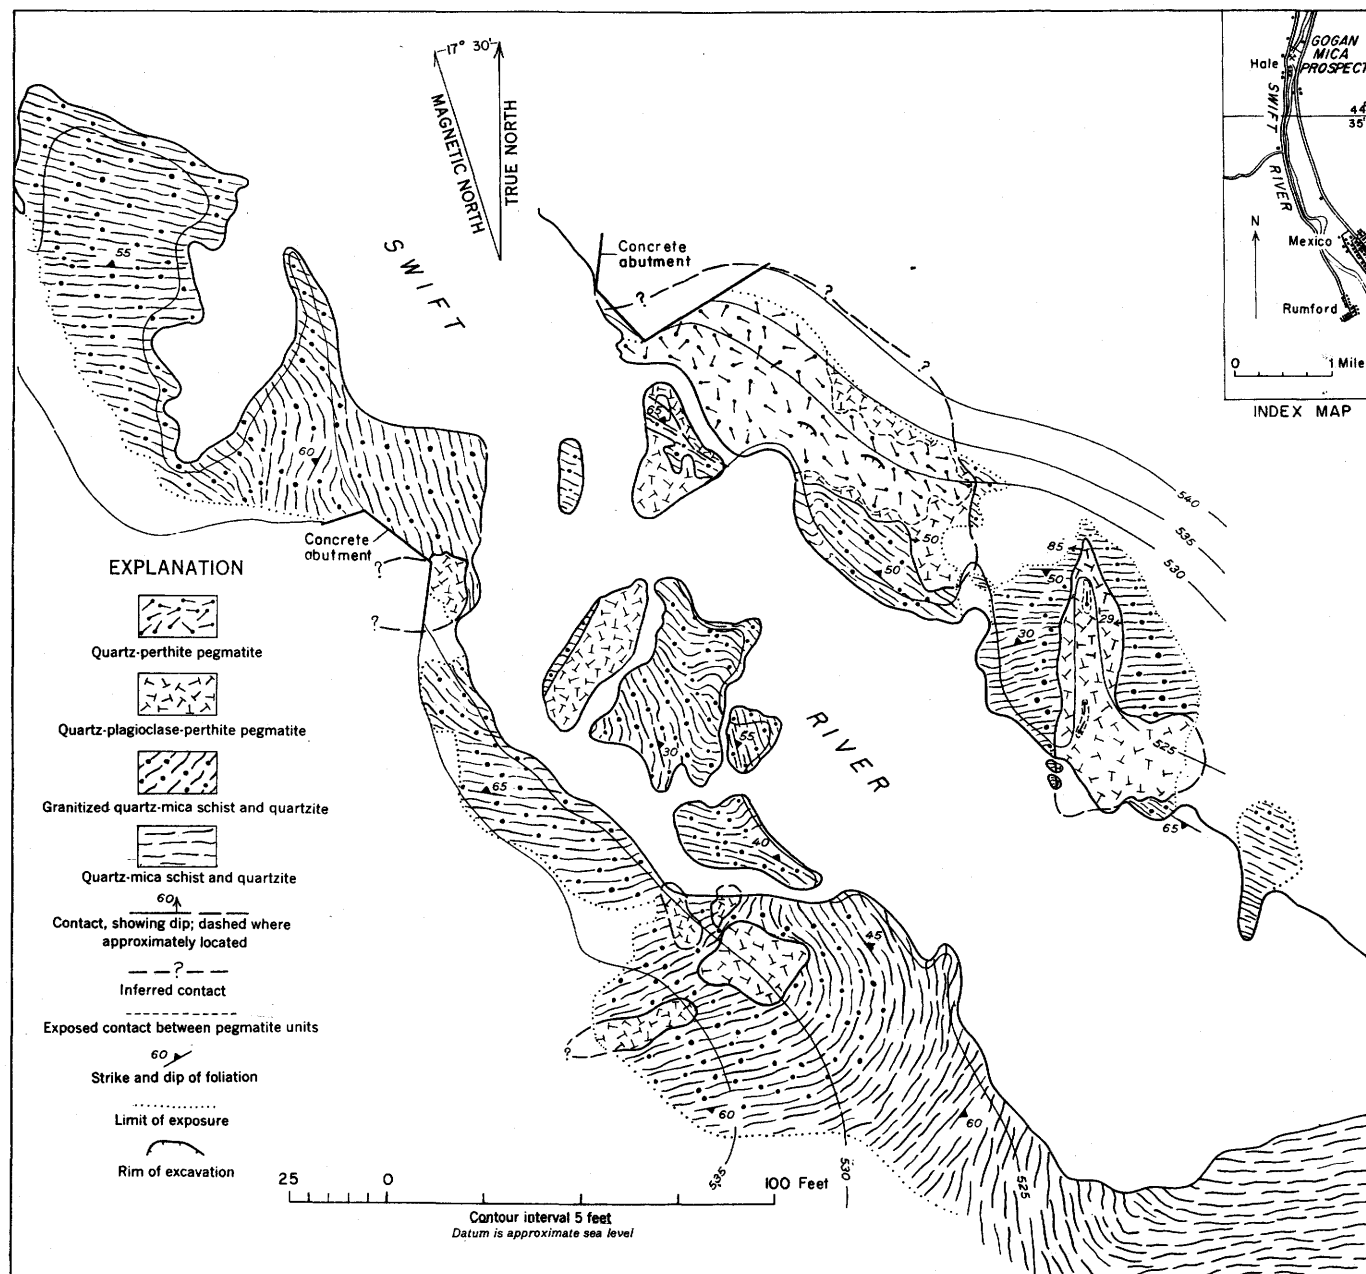 17° 30'
MAGNETIC NORTH
TRUE NORTH
GOGAN
MICA
PROSPECT
Hale
SWIFT
RIVER
44
35'
N
Mexico
Rumford
0 1 Mile
INDEX MAP
SWIFT
RIVER
Concrete
abutment
?
?
?
55
65
60
540
535
530
Concrete
abutment
?
?
50
50
85
50
29
30
30
55
65
525
65
40
45
?
60
60
535
530
525
EXPLANATION
Quartz-perthite pegmatite
Quartz-plagioclase-perthite pegmatite
Granitized quartz-mica schist and quartzite
Quartz-mica schist and quartzite
60
Contact, showing dip; dashed where
approximately located
?
Inferred contact
Exposed contact between pegmatite units
60
Strike and dip of foliation
Limit of exposure
Rim of excavation
25 0 100 Feet
Contour interval 5 feet
Datum is approximate sea level